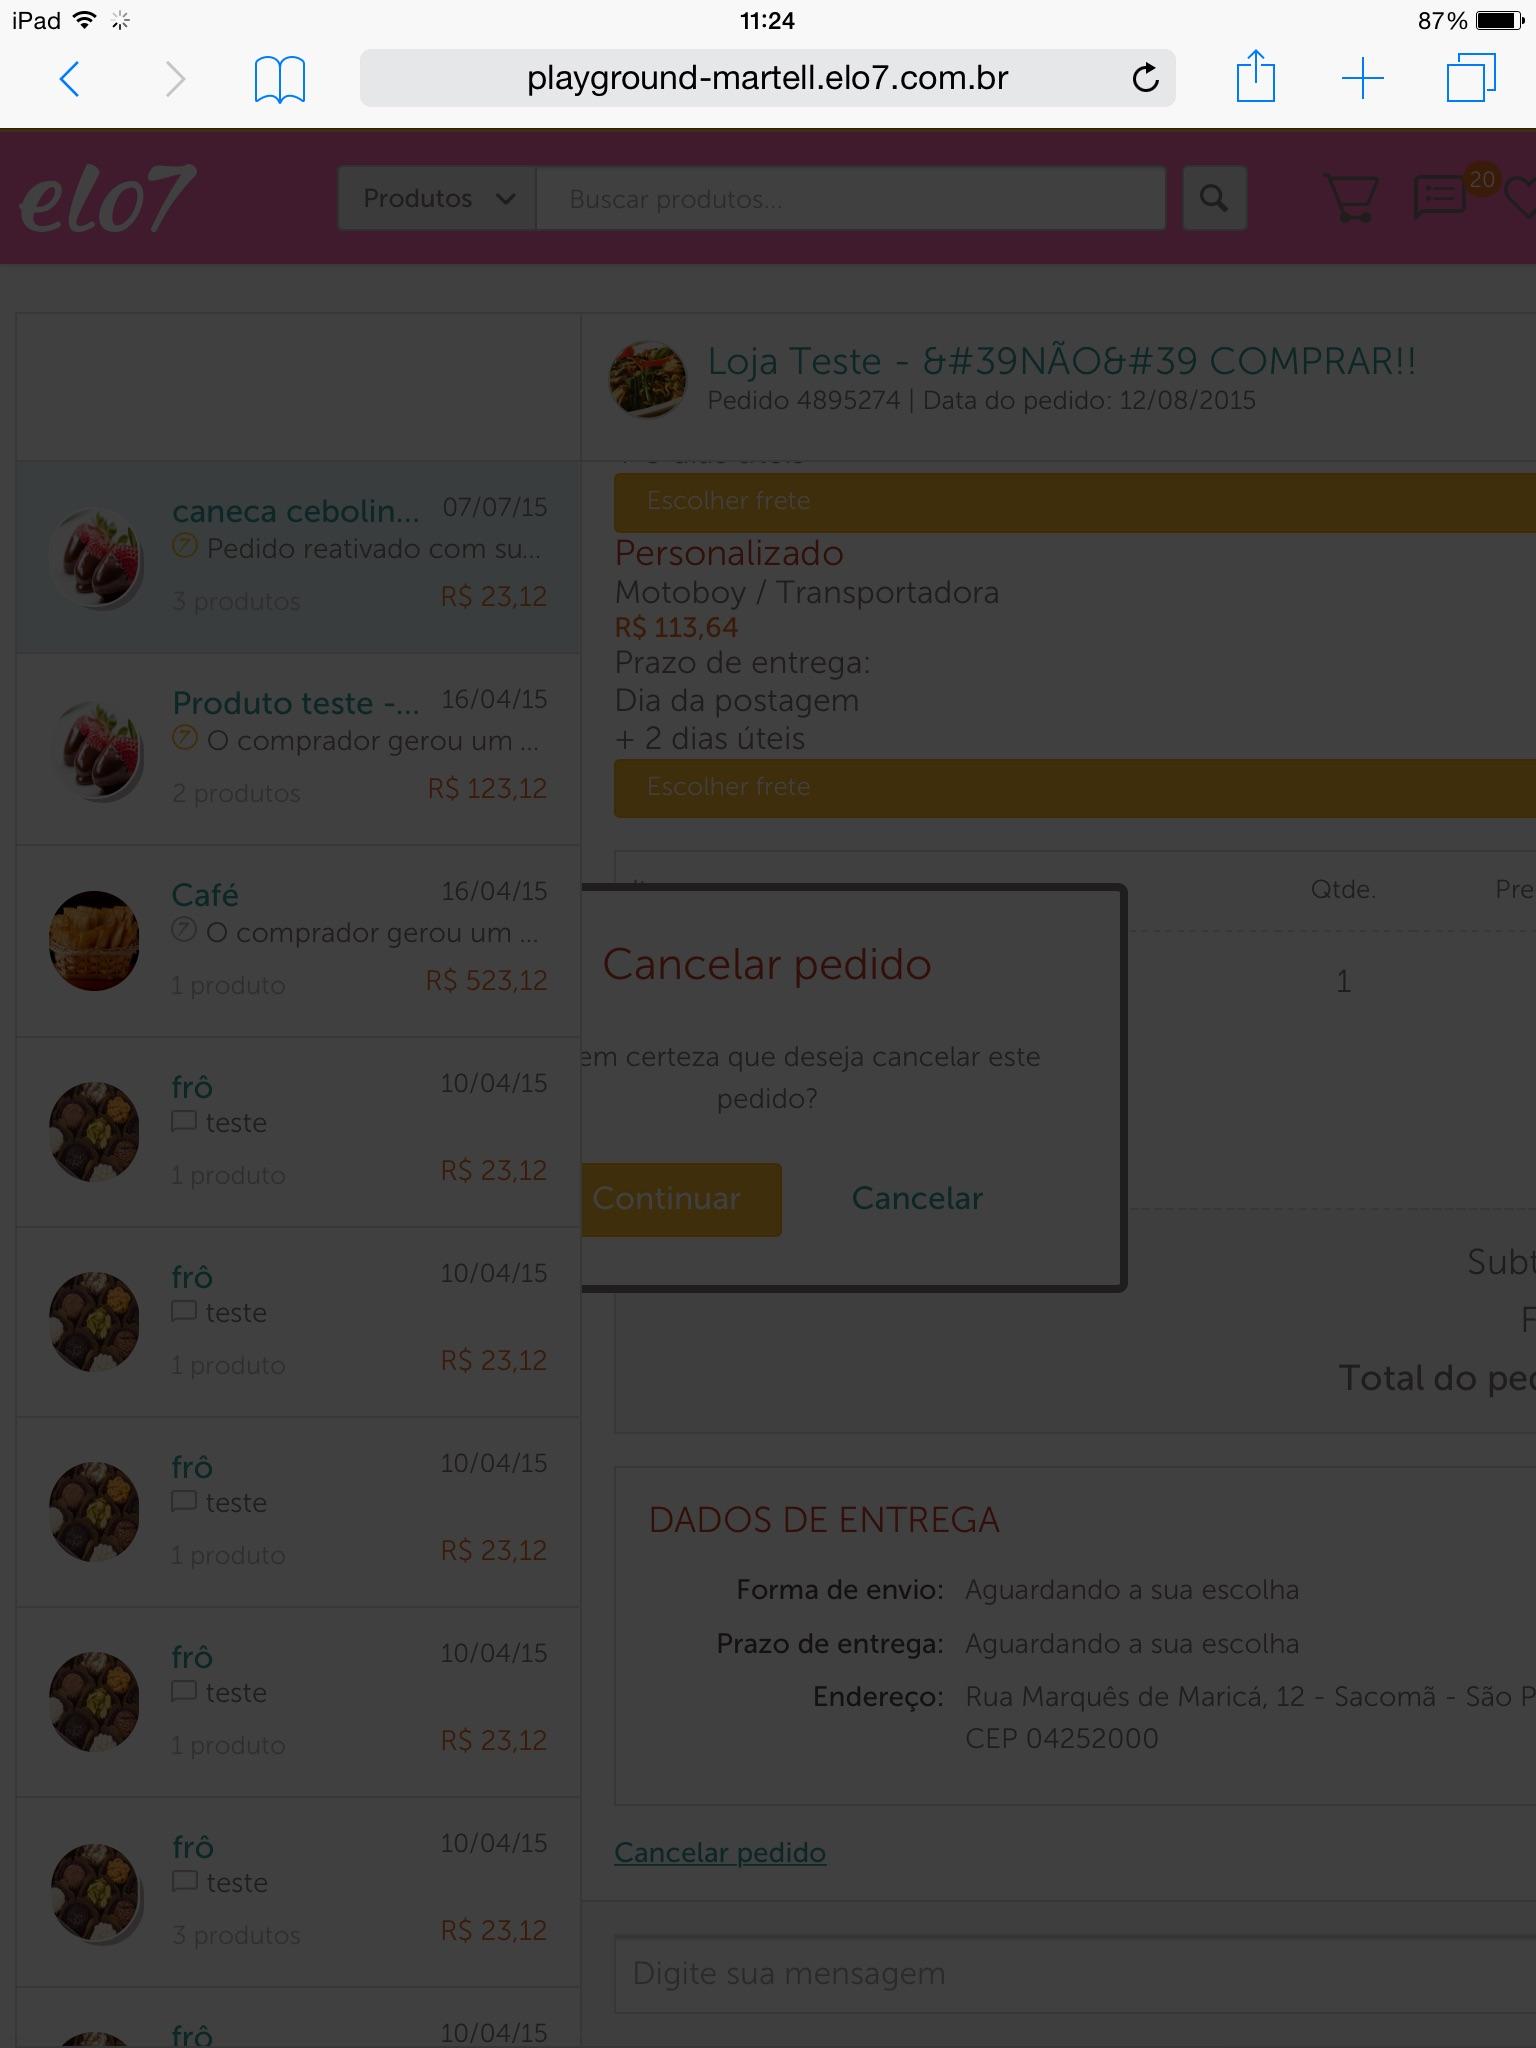 iPad
11:24
87%
playground-martell.elo7.com.br
elo7
Produtos
Buscar produtos...
20
Loja Teste - &#39NÃO&#39 COMPRAR!!
Pedido 4895274 | Data do pedido: 12/08/2015
caneca cebolin... 07/07/15
Pedido reativado com su...
3 produtos R$ 23,12
Produto teste -... 16/04/15
O comprador gerou um ...
2 produtos R$ 123,12
Café 16/04/15
O comprador gerou um ...
1 produto R$ 523,12
frô 10/04/15
teste
1 produto R$ 23,12
frô 10/04/15
teste
1 produto R$ 23,12
frô 10/04/15
teste
1 produto R$ 23,12
frô 10/04/15
teste
1 produto R$ 23,12
frô 10/04/15
teste
3 produtos R$ 23,12
frô 10/04/15
Escolher frete
Personalizado
Motoboy / Transportadora
R$ 113,64
Prazo de entrega:
Dia da postagem
+ 2 dias úteis
Escolher frete
Qtde. Pre
1
Cancelar pedido
em certeza que deseja cancelar este
pedido?
Continuar Cancelar
Subt
F
Total do ped
DADOS DE ENTREGA
Forma de envio: Aguardando a sua escolha
Prazo de entrega: Aguardando a sua escolha
Endereço: Rua Marquês de Maricá, 12 - Sacomã - São P
CEP 04252000
Cancelar pedido
Digite sua mensagem